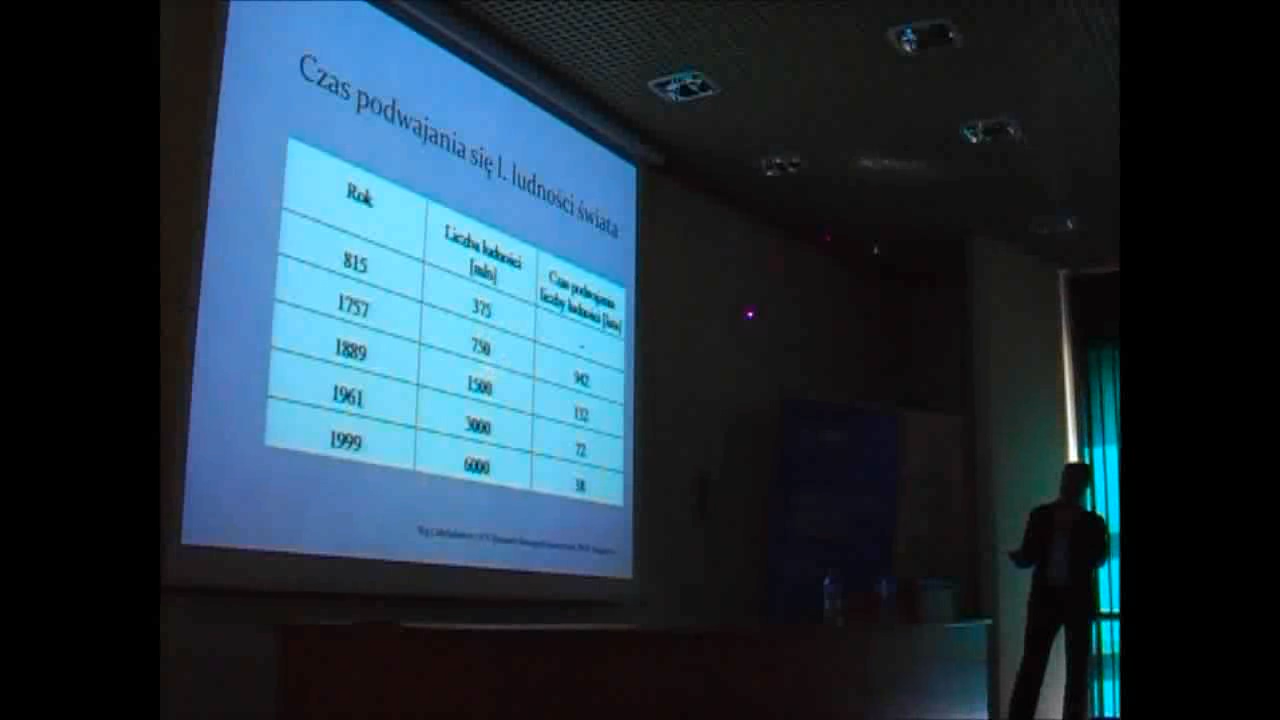 Czas podwajania się l. ludności świata
Rok
Liczba ludności
[mln]
Czas podwajania
liczby ludności [lata]
815 375 -
1757 750 942
1889 1500 132
1961 3000 72
1999 6000 38